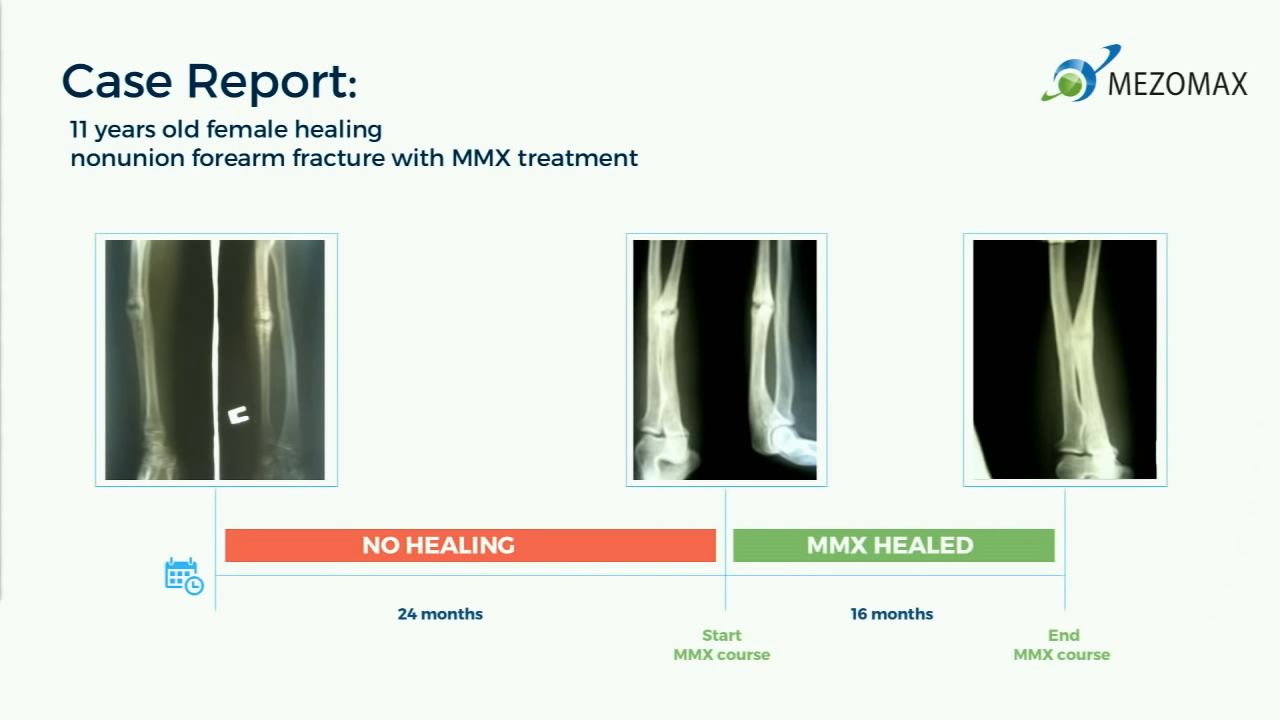 Case Report:
MEZOMAX
11 years old female healing
nonunion forearm fracture with MMX treatment
NO HEALING
MMX HEALED
24 months
16 months
Start
MMX course
End
MMX course